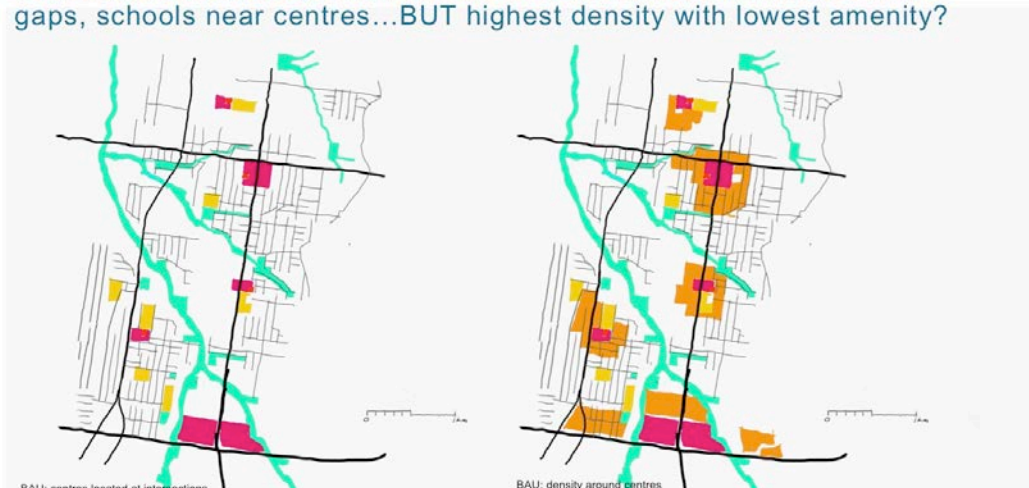 gaps, schools near centres...BUT highest density with lowest amenity?
BAU: centres located at intersections
BAU: density around centres